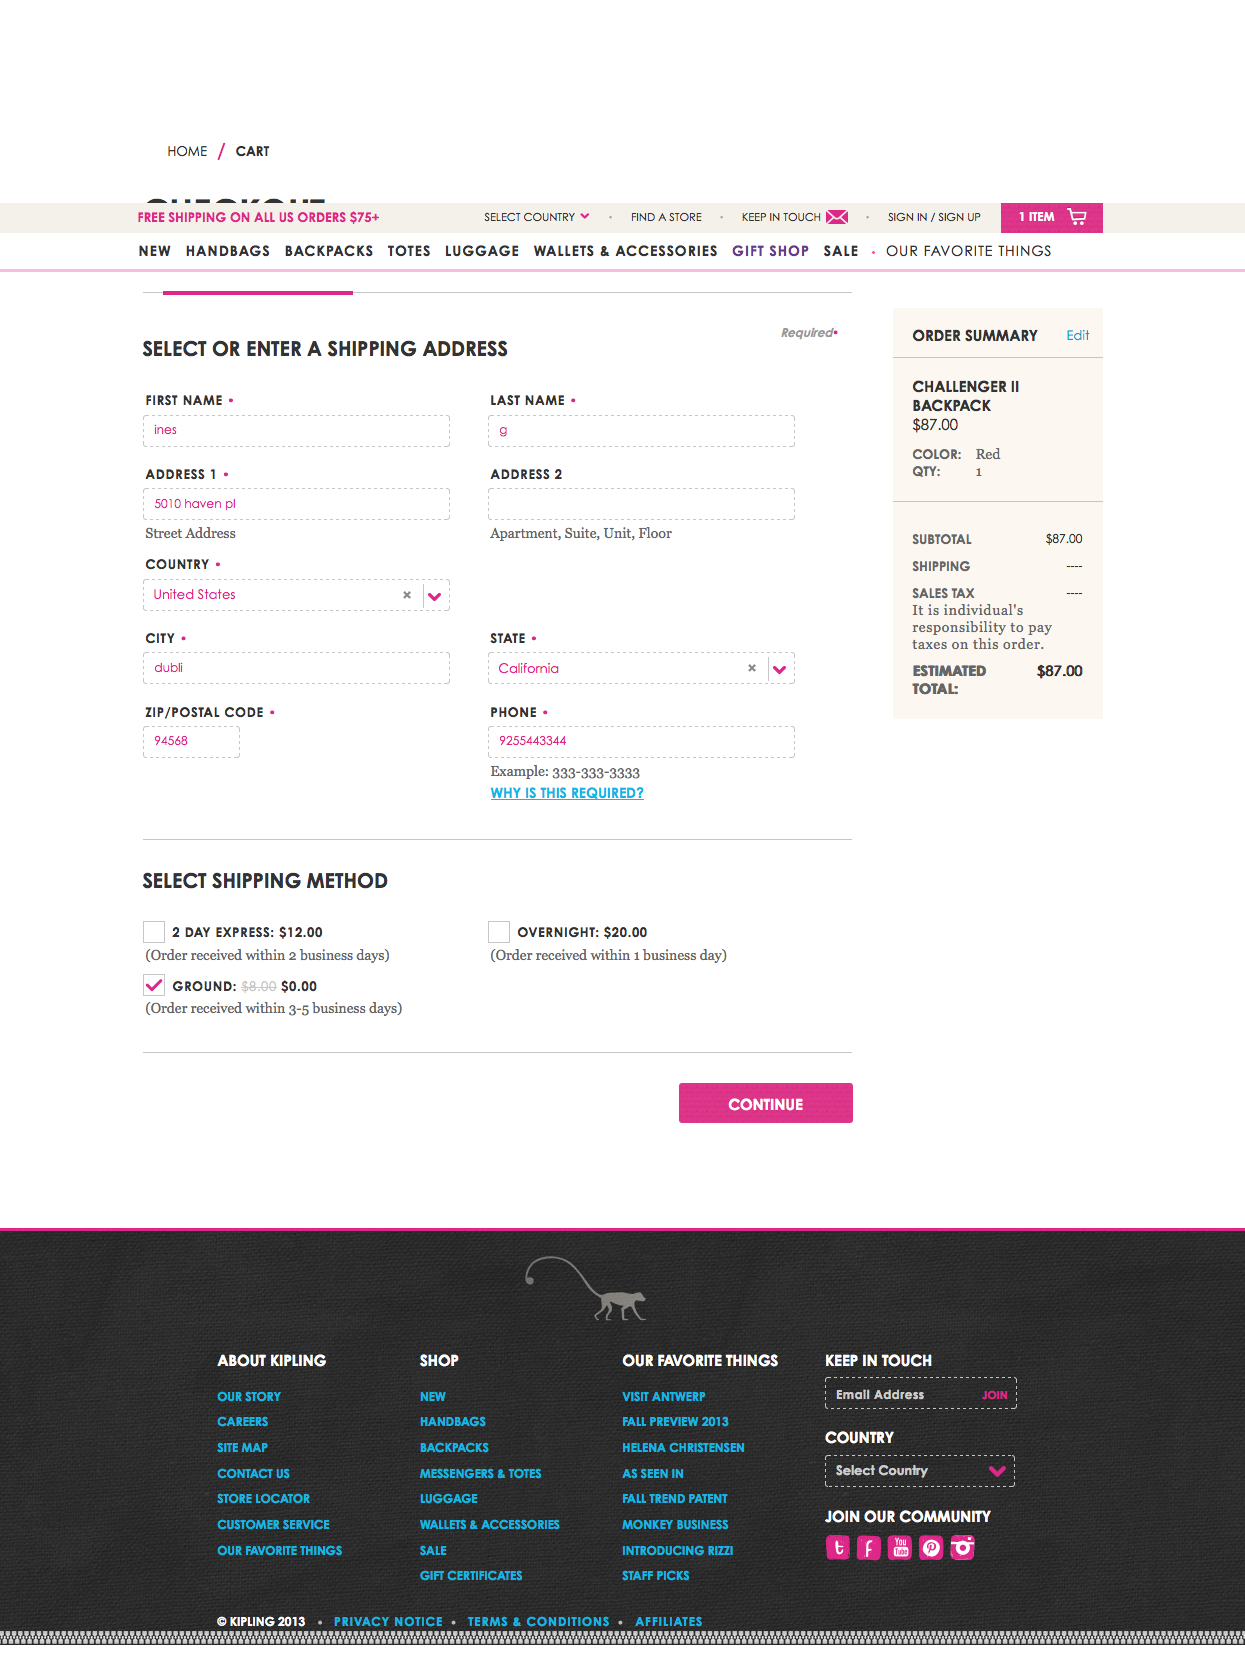 HOME / CART
CHECKOUT
FREE SHIPPING ON ALL US ORDERS $75+
SELECT COUNTRY • FIND A STORE • KEEP IN TOUCH • SIGN IN / SIGN UP
1 ITEM
NEW HANDBAGS BACKPACKS TOTES LUGGAGE WALLETS & ACCESSORIES GIFT SHOP SALE • OUR FAVORITE THINGS
Required•
SELECT OR ENTER A SHIPPING ADDRESS
FIRST NAME •
LAST NAME •
ines
g
ADDRESS 1 •
ADDRESS 2
5010 haven pl
Street Address
Apartment, Suite, Unit, Floor
COUNTRY •
United States
CITY •
STATE •
dubli
California
ZIP/POSTAL CODE •
PHONE •
94568
9255443344
Example: 333-333-3333
WHY IS THIS REQUIRED?
SELECT SHIPPING METHOD
2 DAY EXPRESS: $12.00
OVERNIGHT: $20.00
(Order received within 2 business days)
(Order received within 1 business day)
GROUND: $8.00 $0.00
(Order received within 3-5 business days)
CONTINUE
ORDER SUMMARY
Edit
CHALLENGER II
BACKPACK
$87.00
COLOR: Red
QTY: 1
SUBTOTAL $87.00
SHIPPING ----
SALES TAX ----
It is individual's
responsibility to pay
taxes on this order.
ESTIMATED $87.00
TOTAL:
ABOUT KIPLING
OUR STORY
CAREERS
SITE MAP
CONTACT US
STORE LOCATOR
CUSTOMER SERVICE
OUR FAVORITE THINGS
SHOP
NEW
HANDBAGS
BACKPACKS
MESSENGERS & TOTES
LUGGAGE
WALLETS & ACCESSORIES
SALE
GIFT CERTIFICATES
OUR FAVORITE THINGS
VISIT ANTWERP
FALL PREVIEW 2013
HELENA CHRISTENSEN
AS SEEN IN
FALL TREND PATENT
MONKEY BUSINESS
INTRODUCING RIZZI
STAFF PICKS
KEEP IN TOUCH
Email Address JOIN
COUNTRY
Select Country
JOIN OUR COMMUNITY
You Tube
© KIPLING 2013 • PRIVACY NOTICE • TERMS & CONDITIONS • AFFILIATES